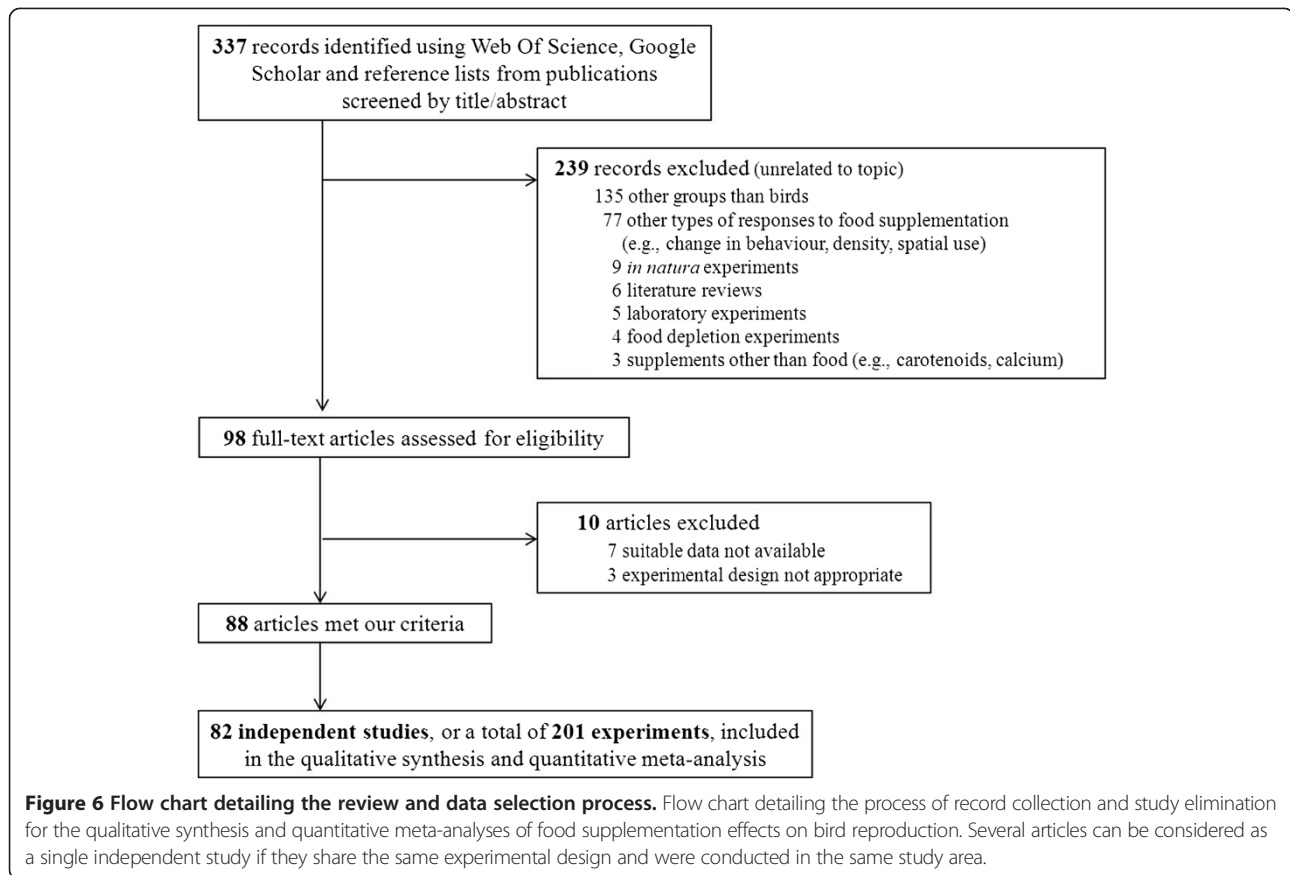 337 records identified using Web Of Science, Google
Scholar and reference lists from publications
screened by title/abstract
239 records excluded (unrelated to topic)
135 other groups than birds
77 other types of responses to food supplementation
(e.g., change in behaviour, density, spatial use)
9 in natura experiments
6 literature reviews
5 laboratory experiments
4 food depletion experiments
3 supplements other than food (e.g., carotenoids, calcium)
98 full-text articles assessed for eligibility
10 articles excluded
7 suitable data not available
3 experimental design not appropriate
88 articles met our criteria
82 independent studies, or a total of 201 experiments, included
in the qualitative synthesis and quantitative meta-analysis
Figure 6 Flow chart detailing the review and data selection process. Flow chart detailing the process of record collection and study elimination
for the qualitative synthesis and quantitative meta-analyses of food supplementation effects on bird reproduction. Several articles can be considered as
a single independent study if they share the same experimental design and were conducted in the same study area.